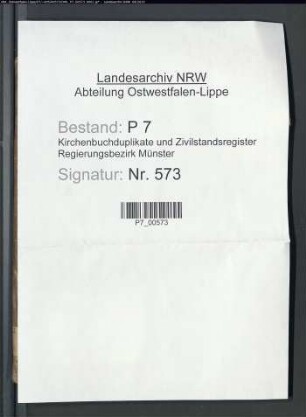 Landesarchiv NRW
Abteilung Ostwestfalen-Lippe
Bestand: P 7
Kirchenbuchduplikate und Zivilstandsregister
Regierungsbezirk Münster
Signatur: Nr. 573
P7_00573